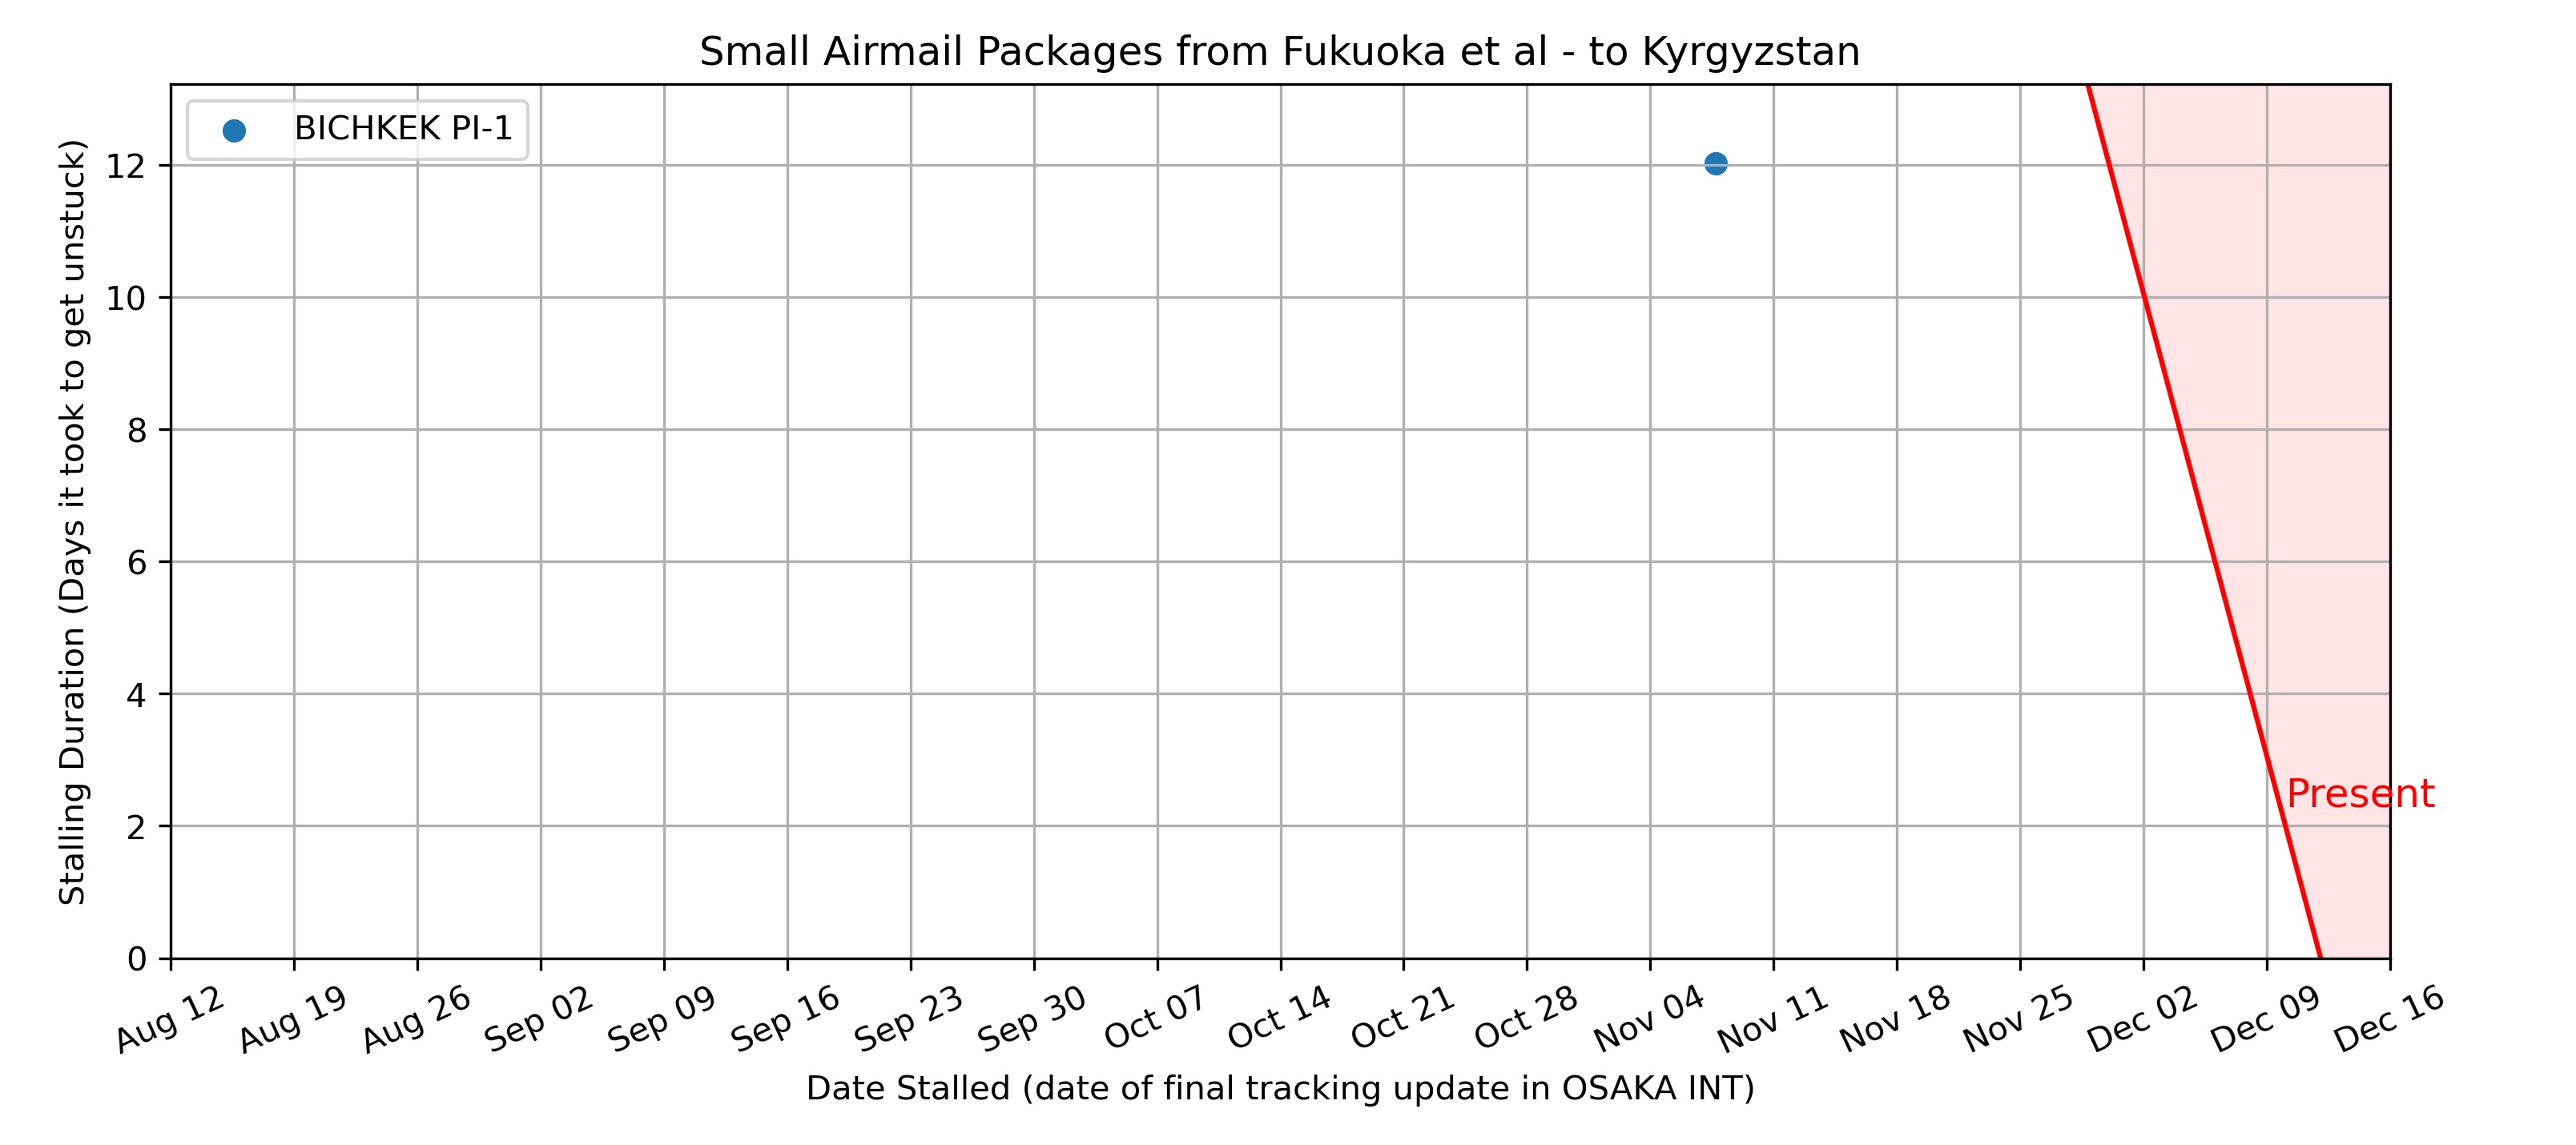 Small Airmail Packages from Fukuoka et al - to Kyrgyzstan
BICHKEK PI-1
Stalling Duration (Days it took to get unstuck)
12
10
8
6
4
2
0
Present
Aug 12
Aug 19
Aug 26
Sep 02
Sep 09
Sep 16
Sep 23
Sep 30
Oct 07
Oct 14
Oct 21
Oct 28
Nov 04
Nov 11
Nov 18
Nov 25
Dec 02
Dec 09
Dec 16
Date Stalled (date of final tracking update in OSAKA INT)